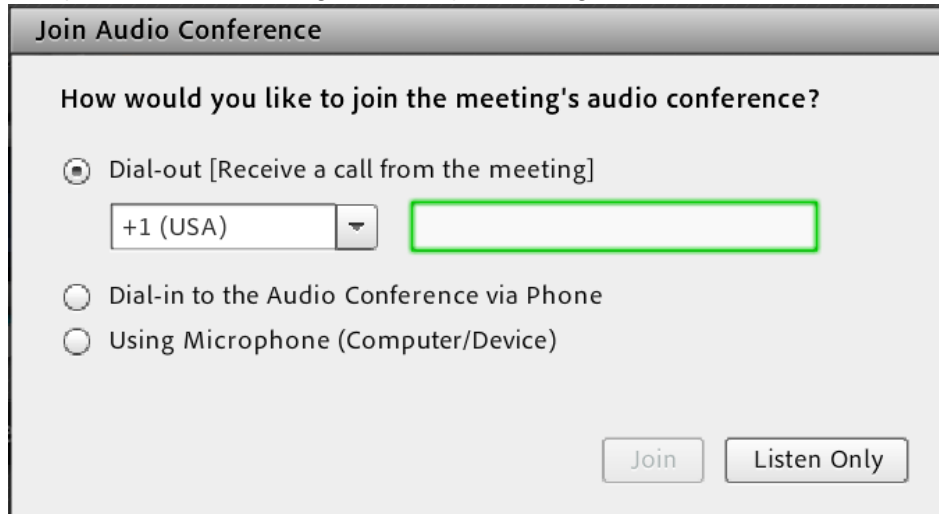 Join Audio Conference
How would you like to join the meeting's audio conference?
Dial-out [Receive a call from the meeting]
+1 (USA)
Dial-in to the Audio Conference via Phone
Using Microphone (Computer/Device)
Join Listen Only